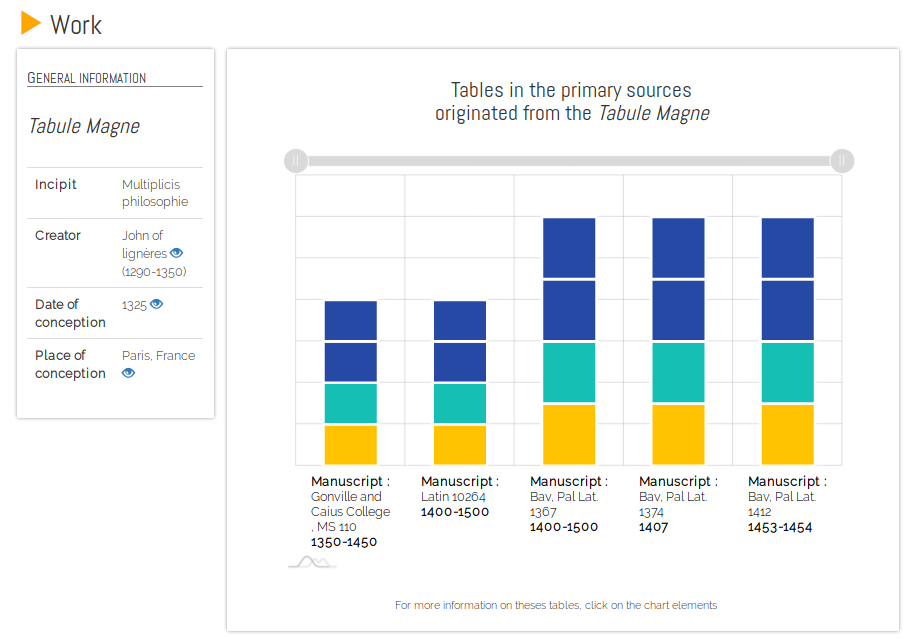 Work
GENERAL INFORMATION
Tabule Magne
Incipit
Multiplicis
philosophie
Creator
John of
lignères
(1290-1350)
Date of
conception
1325
Place of
conception
Paris, France
Tables in the primary sources
originated from the Tabule Magne
Manuscript :
Gonville and
Caius College
, MS 110
1350-1450
Manuscript :
Latin 10264
1400-1500
Manuscript :
Bav, Pal Lat.
1367
1400-1500
Manuscript :
Bav, Pal Lat.
1374
1407
Manuscript :
Bav, Pal Lat.
1412
1453-1454
For more information on theses tables, click on the chart elements